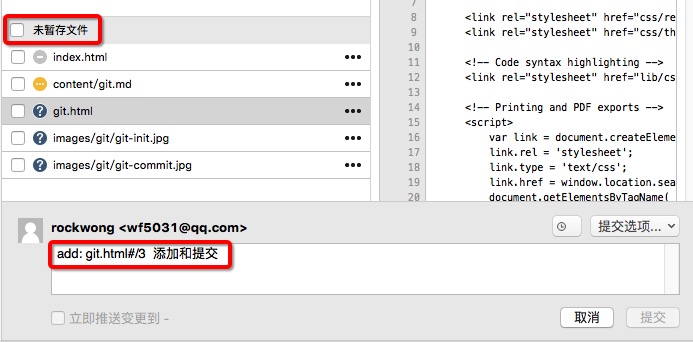 未暂存文件
index.html
content/git.md
git.html
images/git/git-init.jpg
images/git/git-commit.jpg
7
8 <link rel="stylesheet" href="css/re
9 <link rel="stylesheet" href="css/th
10
11 <!-- Code syntax highlighting -->
12 <link rel="stylesheet" href="lib/cs
13
14 <!-- Printing and PDF exports -->
15 <script>
16 var link = document.createEleme
17 link.rel = 'stylesheet';
18 link.type = 'text/css';
19 link.href = window.location.sea
20 document.getElementsByTagName(
rockwong <wf5031@qq.com>
提交选项...
add: git.html#/3 添加和提交
立即推送变更到 -
取消
提交